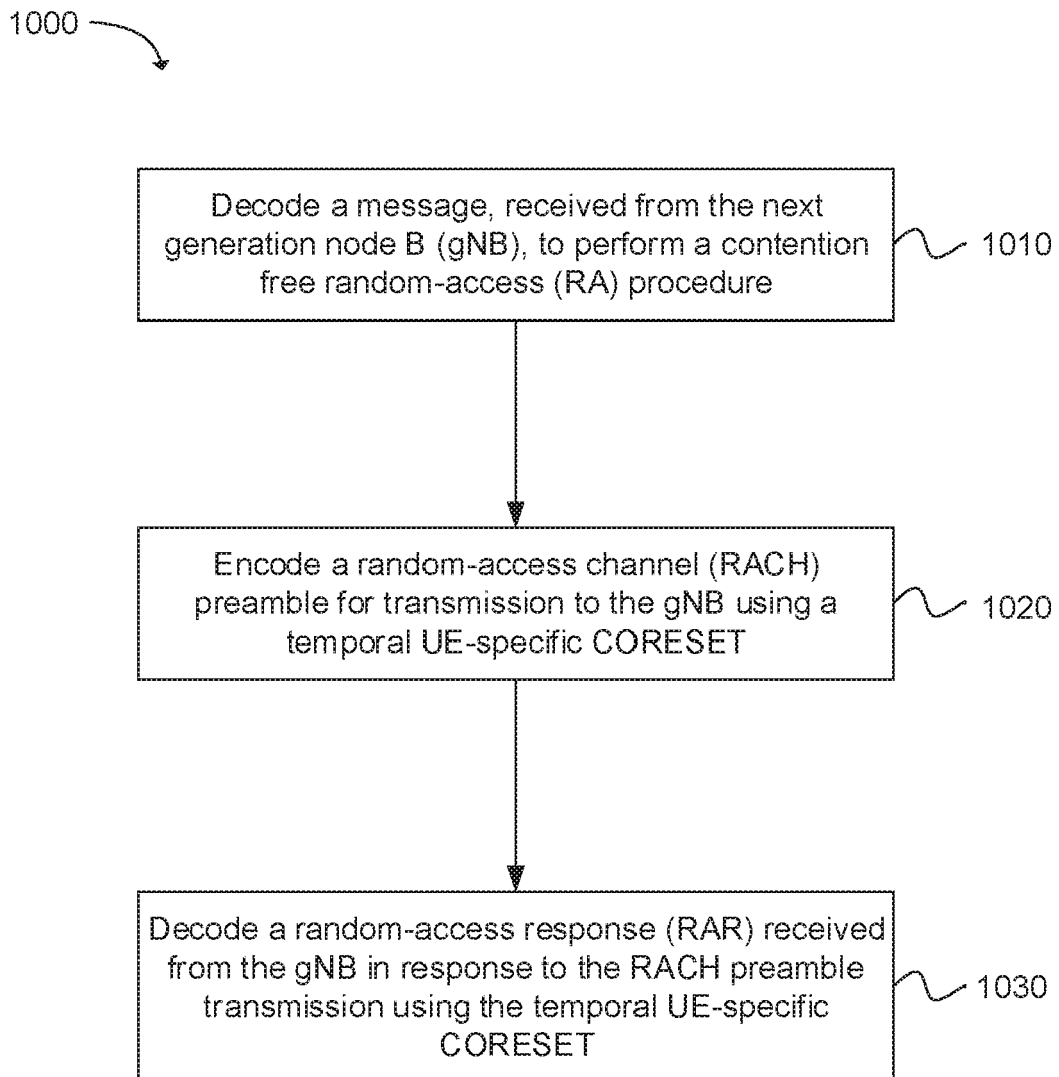 1000
Decode a message, received from the next
generation node B (gNB), to perform a contention
free random-access (RA) procedure
1010
Encode a random-access channel (RACH)
preamble for transmission to the gNB using a
temporal UE-specific CORESET
1020
Decode a random-access response (RAR) received
from the gNB in response to the RACH preamble
transmission using the temporal UE-specific
CORESET
1030